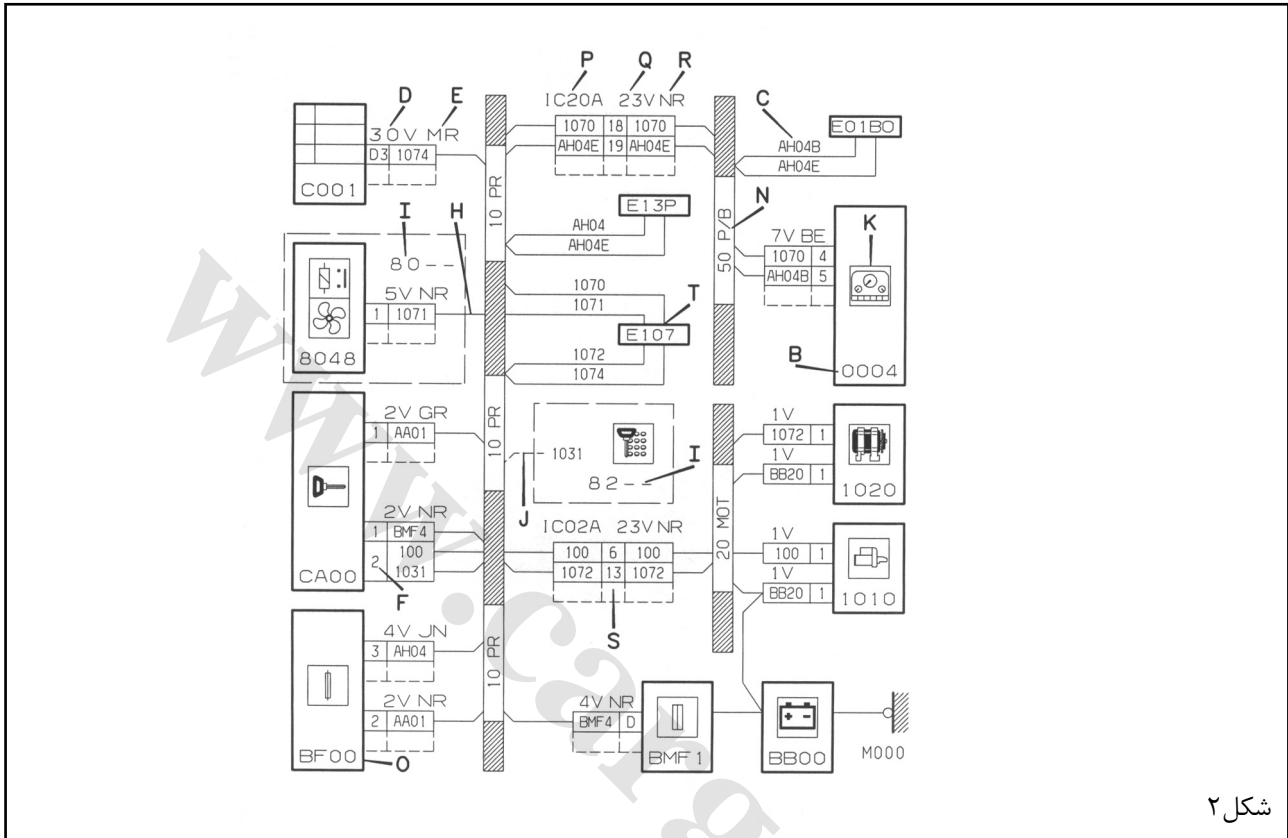 P Q R
D E
IC20A 23V NR
C
E01B0
30V MR
1070 18 1070
AH04B
D3 1074
AH04E 19 AH04E
AH04E
C001
10 PR
E13P
N
50 P/B
K
I
H
AH04
AH04E
7V BE
1070 4
AH04B 5
80--
1070
T
5V NR
1071
1 1071
E107
8048
1072
B
0004
1074
2V GR
1 AA01
10 PR
1V
1072 1
1031
I
82--
1V
BB20 1
1020
J
2V NR
IC02A 23V NR
20 MOT
1 BMF4
1V
100
100 6 100
100 1
2 1031
1072 13 1072
1V
CA00
F
BB20 1
1010
S
4V JN
3 AH04
10 PR
2V NR
4V NR
2 AA01
BMF4 D
BF00
O
BMF1
BB00
M000
www.carg
شکل۲